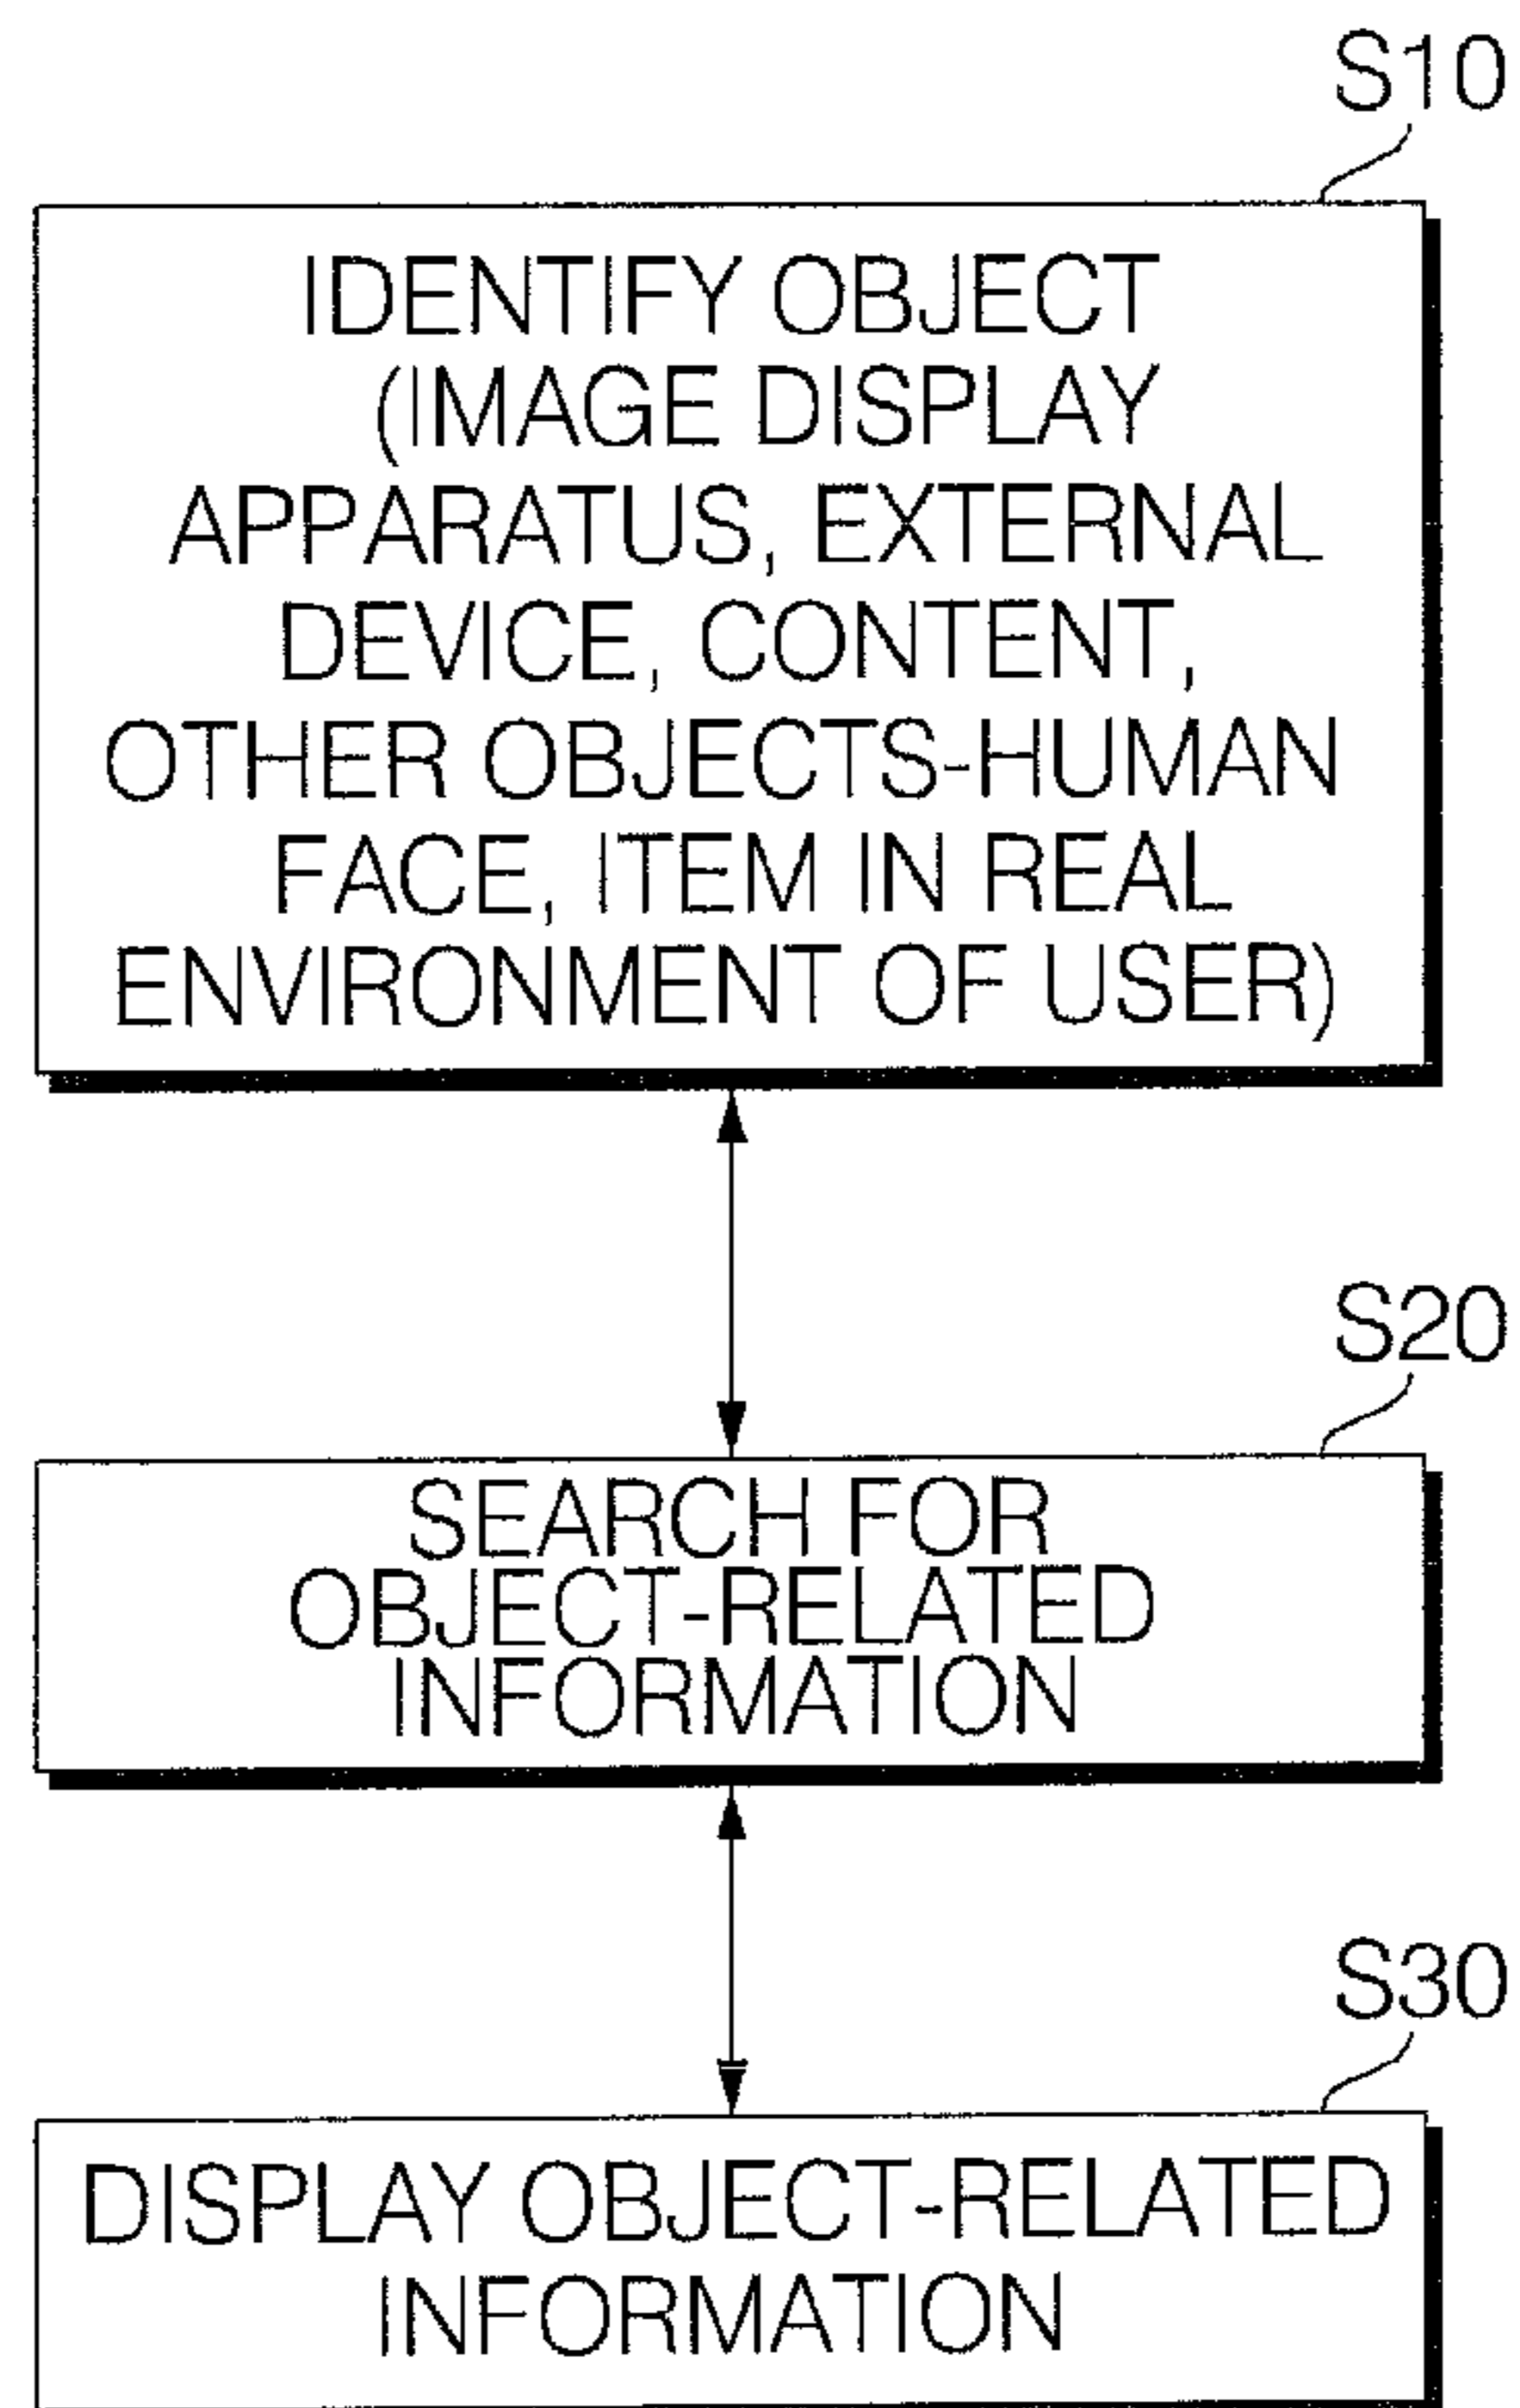 S10
IDENTIFY OBJECT
(IMAGE DISPLAY
APPARATUS, EXTERNAL
DEVICE, CONTENT,
OTHER OBJECTS-HUMAN
FACE, ITEM IN REAL
ENVIRONMENT OF USER)
S20
SEARCH FOR
OBJECT-RELATED
INFORMATION
S30
DISPLAY OBJECT-RELATED
INFORMATION